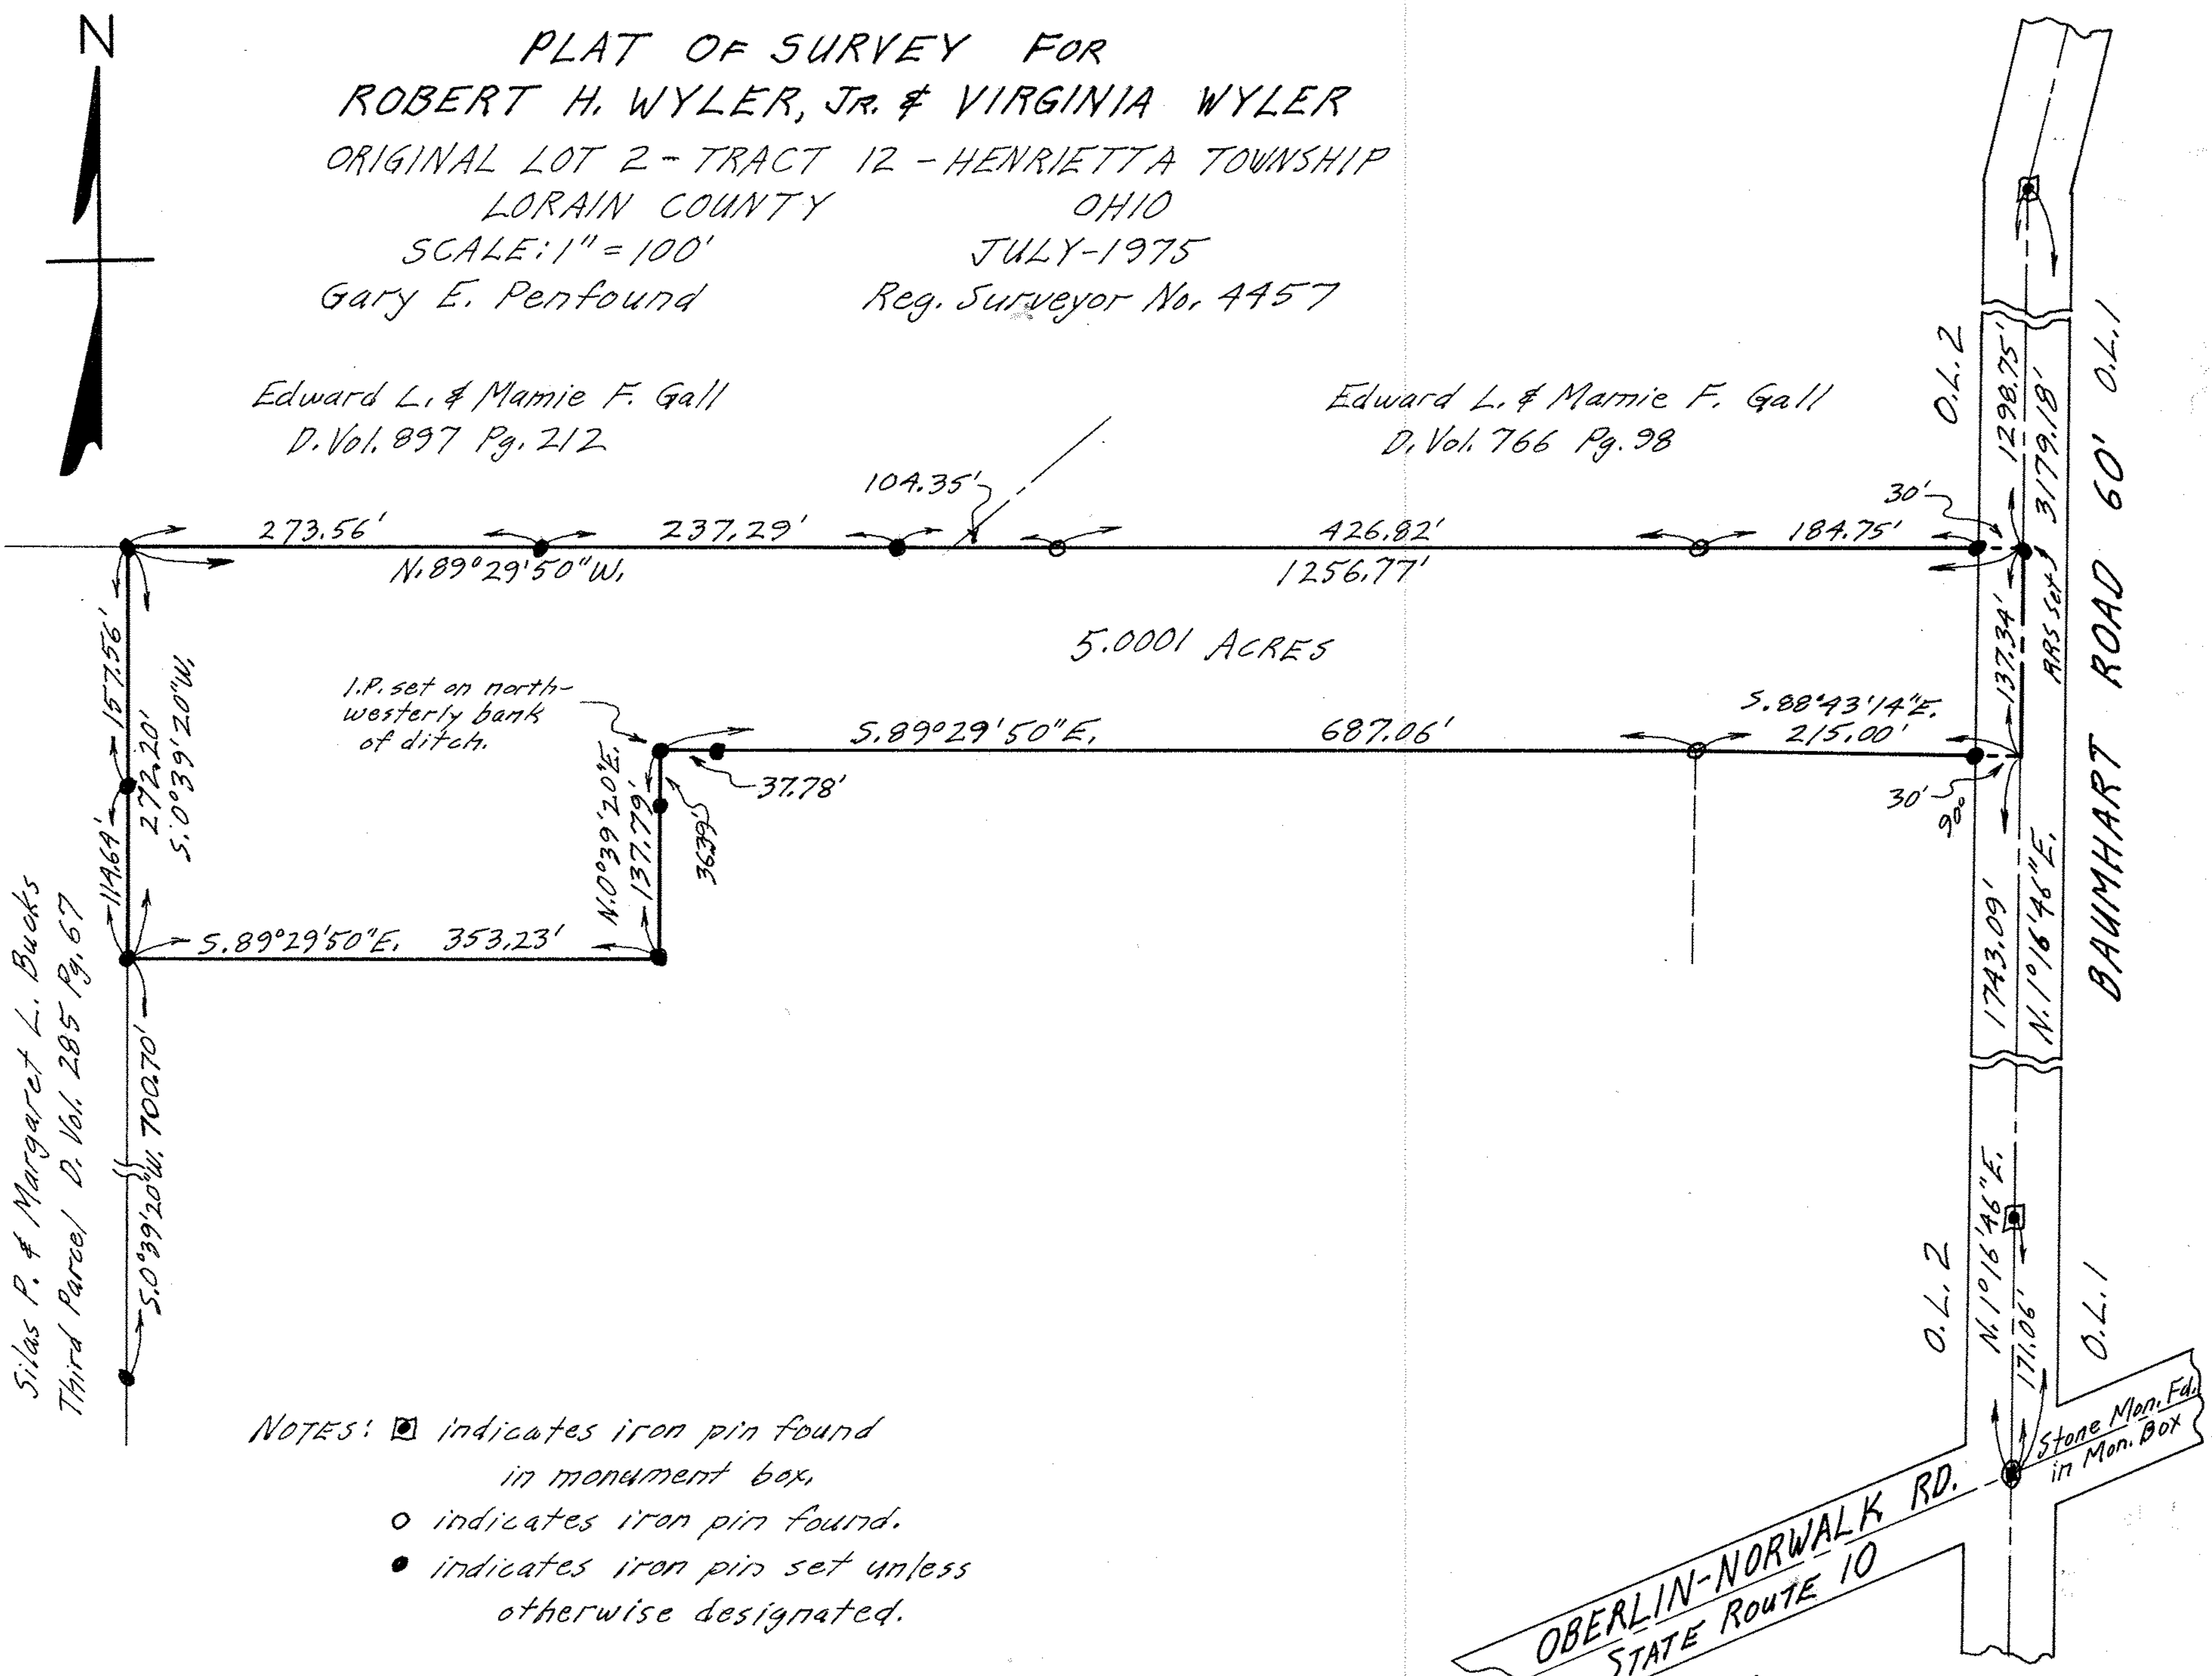 N
PLAT OF SURVEY FOR
ROBERT H. WYLER, JR. & VIRGINIA WYLER
ORIGINAL LOT 2 - TRACT 12 - HENRIETTA TOWNSHIP
LORAIN COUNTY OHIO
SCALE: 1" = 100' JULY-1975
Gary E. Penfound Reg. Surveyor No. 4457
Edward L. & Mamie F. Gall
D. Vol. 897 Pg. 212
Edward L. & Mamie F. Gall
D. Vol. 766 Pg. 98
104.35'
30'
273.56' 237.29' 426.82' 184.75'
N. 89°29'50" W. 1256.77'
5.0001 ACRES
I.P. set on north-
westerly bank
of ditch.
S. 89°29'50" E. 687.06'
S. 88°43'14" E.
215.00'
37.78'
36.39'
30'
90°
N. 0°39'20" E.
137.79'
157.56'
272.20'
S. 0°39'20" W.
114.64'
S. 89°29'50" E. 353.23'
Silas P. & Margaret L. Bucks
Third Parcel D. Vol. 285 Pg. 67
S. 0°39'20" W. 700.70'
O.L. 2
1298.75'
3179.18'
O.L. 1
BAUMHART ROAD 60'
137.34'
RRS Set
1743.09'
N. 1°16'46" E.
O.L. 2
N. 1°16'46" E.
171.06'
O.L. 1
Stone Mon. Fd.
in Mon. Box
OBERLIN-NORWALK RD.
STATE ROUTE 10
NOTES: indicates iron pin found
in monument box.
indicates iron pin found.
indicates iron pin set unless
otherwise designated.